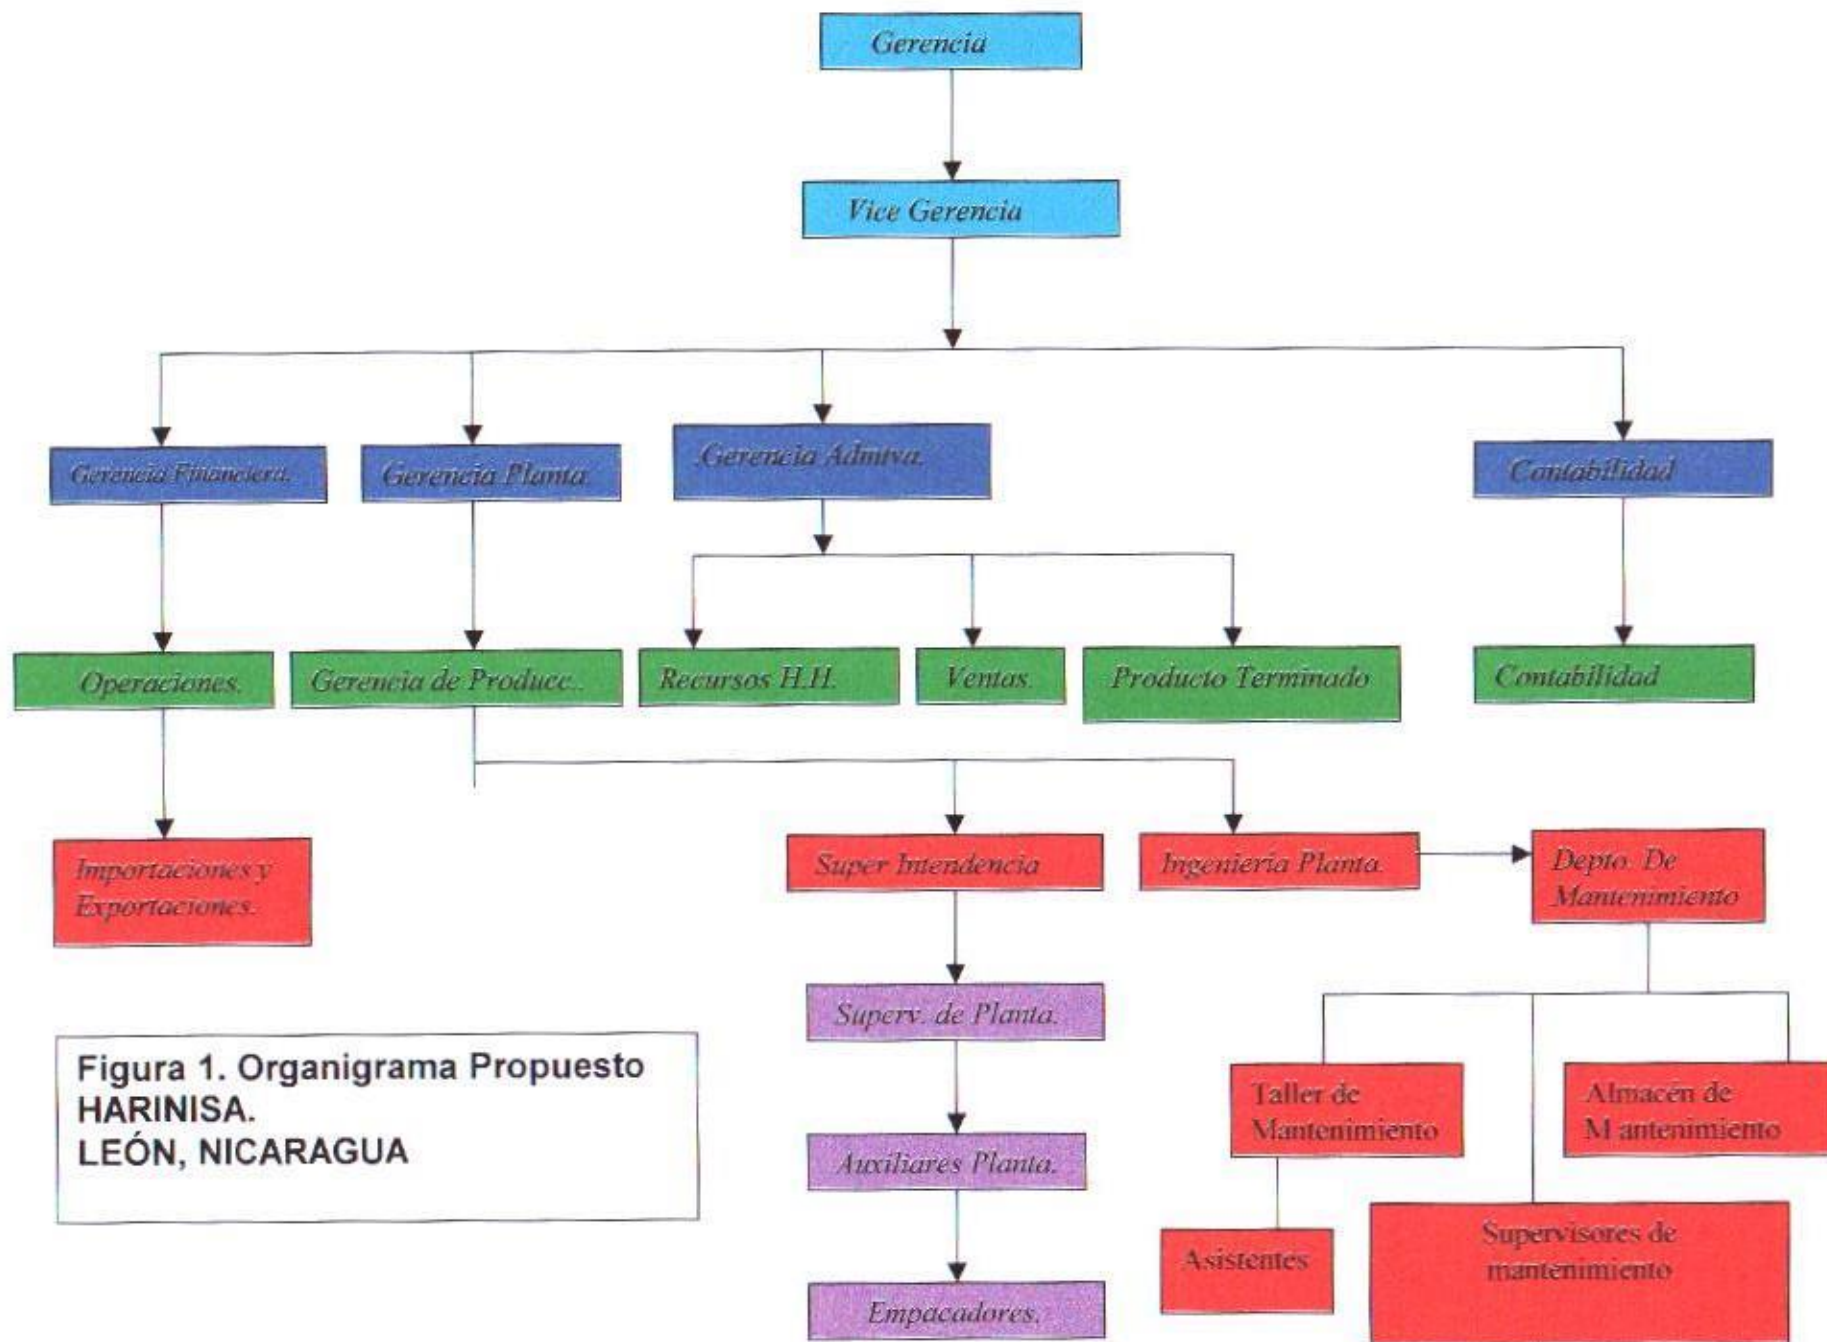 Gerencia
Vice Gerencia
Gerencia Financiera.
Gerencia Planta.
.Gerencia Admiva.
Contabilidad
Operaciones.
Gerencia de Producc..
Recursos H.H.
Ventas.
Producto Terminado
Contabilidad
Importaciones y
Exportaciones.
Super Intendencia
Ingeniería Planta.
Depto. De
Mantenimiento
Superv. de Planta.
Figura 1. Organigrama Propuesto
HARINISA.
LEÓN, NICARAGUA
Taller de
Mantenimiento
Almacén de
M antenimiento
Auxiliares Planta.
Asistentes
Supervisores de
mantenimiento
Empacadores.